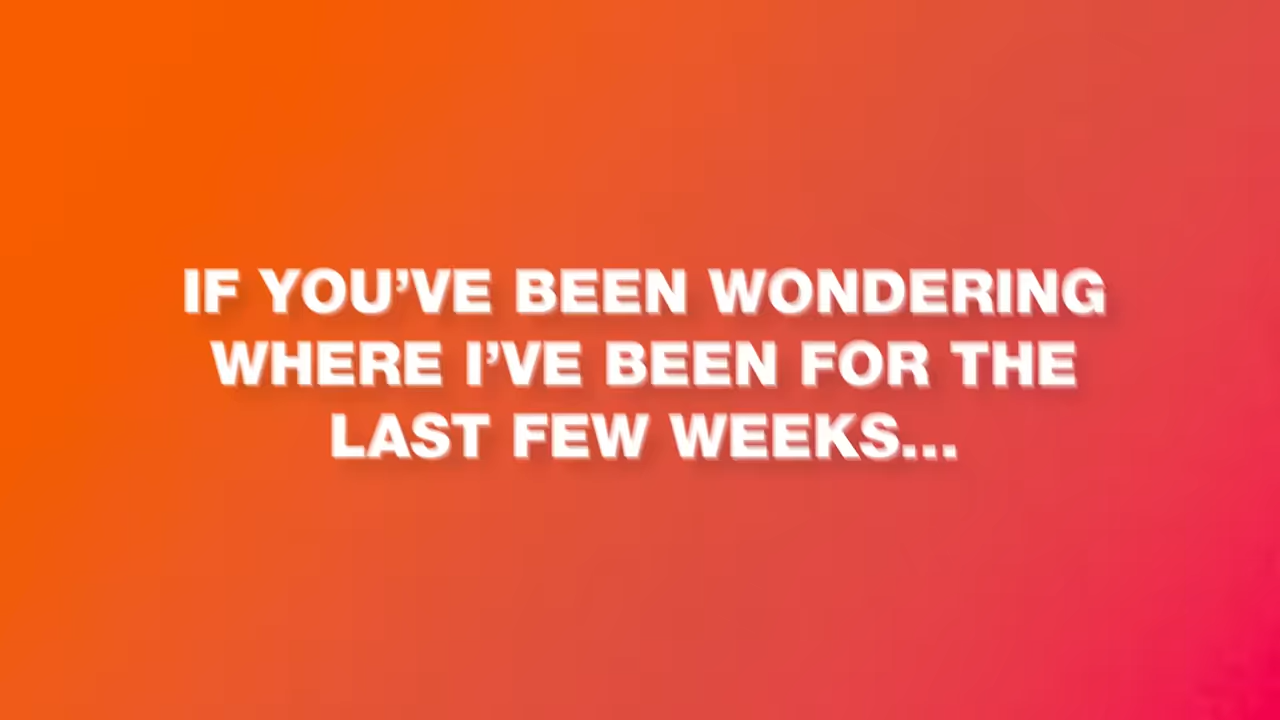 IF YOU’VE BEEN WONDERING
WHERE I’VE BEEN FOR THE
LAST FEW WEEKS...